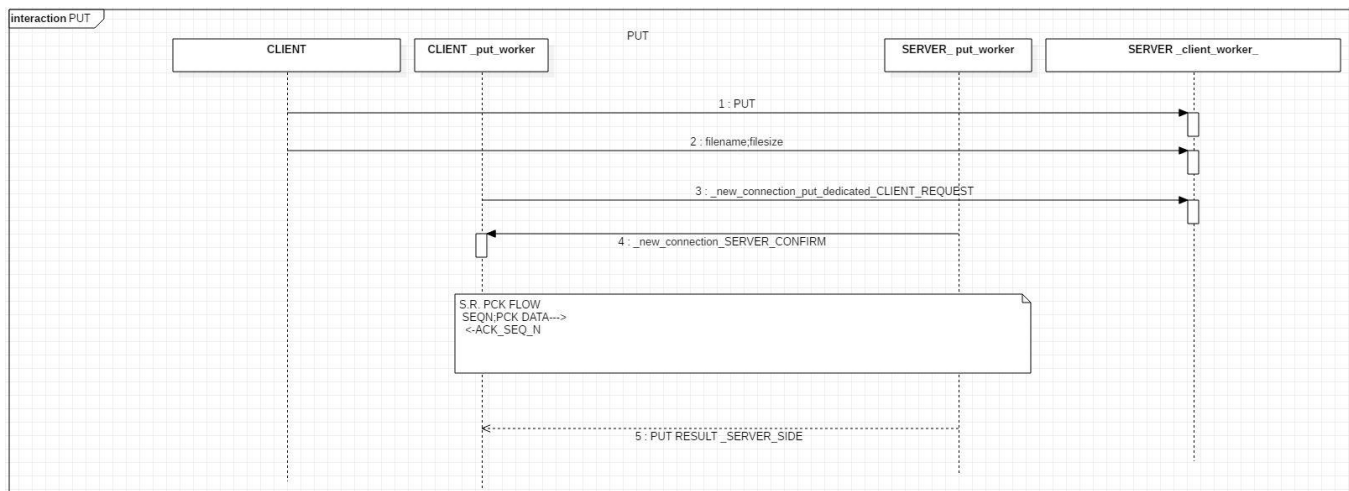 interaction PUT
PUT
CLIENT
CLIENT _put_worker
SERVER_ put_worker
SERVER _client_worker_
1 : PUT
2 : filename;filesize
3 : _new_connection_put_dedicated_CLIENT_REQUEST
4 : _new_connection_SERVER_CONFIRM
S.R. PCK FLOW
SEQN;PCK DATA--->
<-ACK_SEQ_N
5 : PUT RESULT _SERVER_SIDE